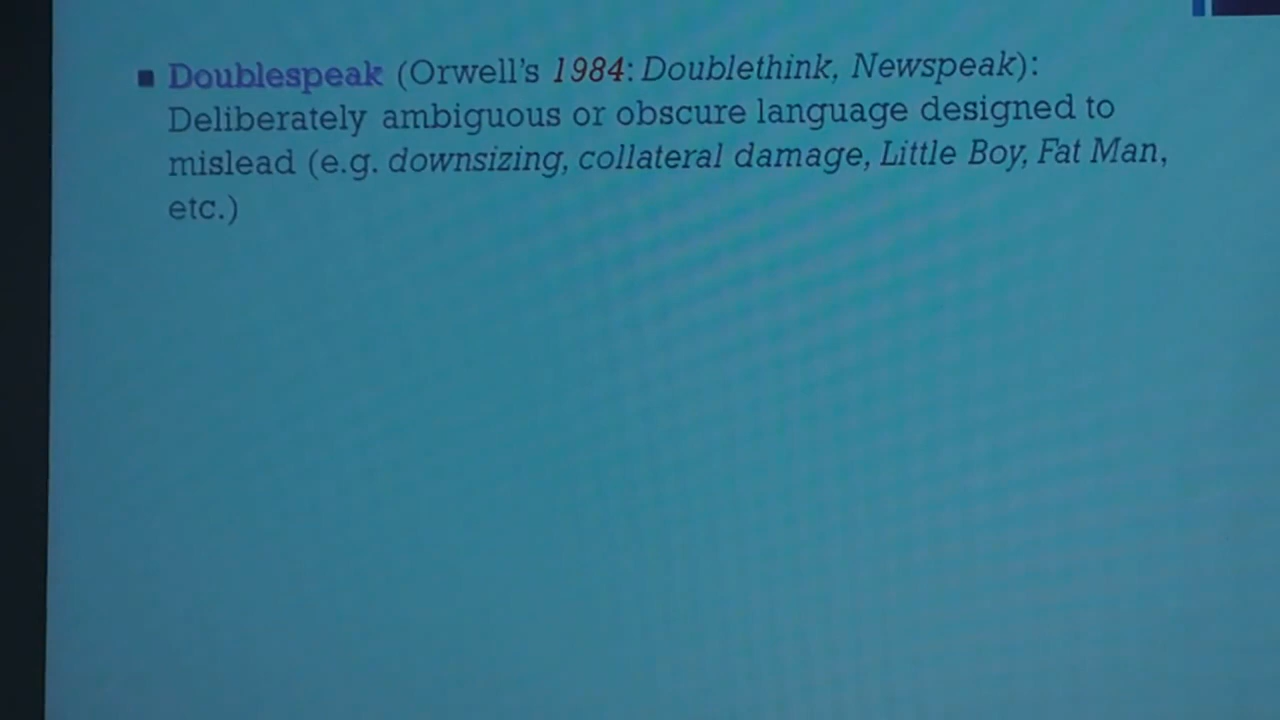 ▪ Doublespeak (Orwell's 1984: Doublethink, Newspeak):
Deliberately ambiguous or obscure language designed to
mislead (e.g. downsizing, collateral damage, Little Boy, Fat Man,
etc.)